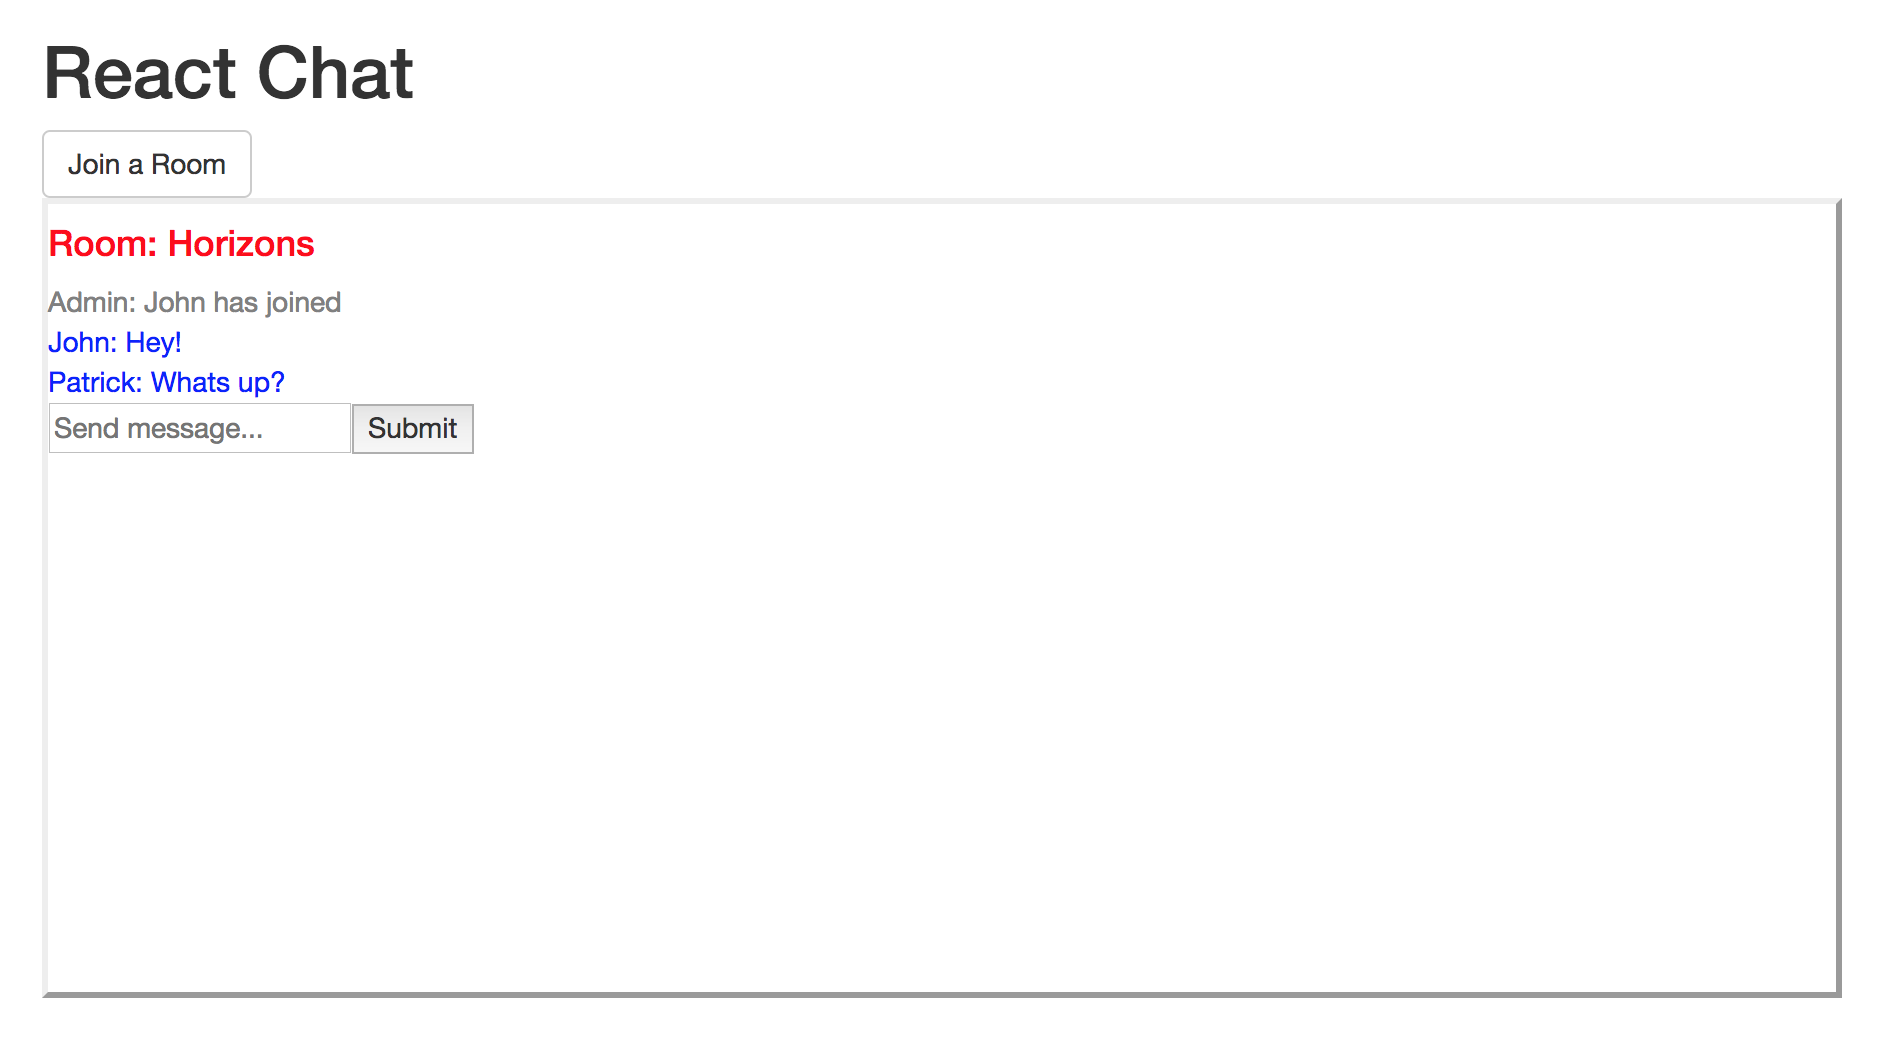 React Chat
Join a Room
Room: Horizons
Admin: John has joined
John: Hey!
Patrick: Whats up?
Send message... Submit